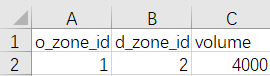 A B C
1 o_zone_id d_zone_id volume
2 1 2 4000